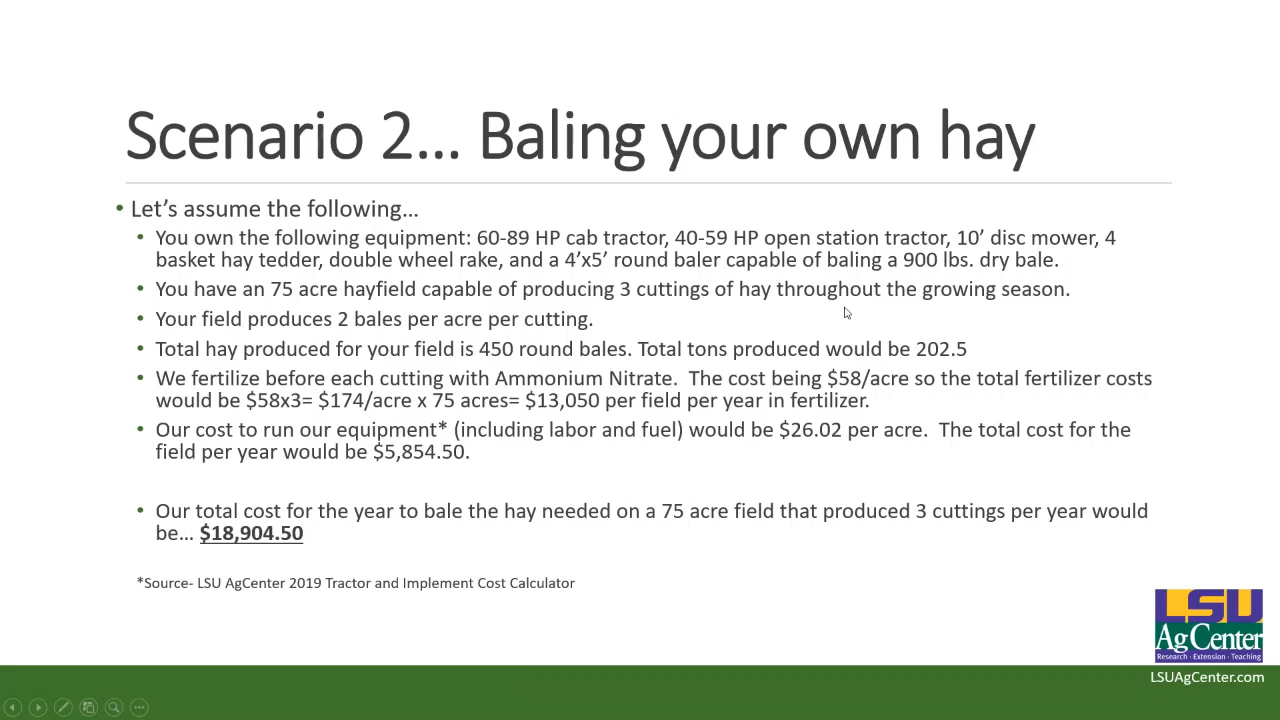 Scenario 2... Baling your own hay
• Let's assume the following...
• You own the following equipment: 60-89 HP cab tractor, 40-59 HP open station tractor, 10' disc mower, 4
basket hay tedder, double wheel rake, and a 4'x5' round baler capable of baling a 900 lbs. dry bale.
• You have an 75 acre hayfield capable of producing 3 cuttings of hay throughout the growing season.
• Your field produces 2 bales per acre per cutting.
• Total hay produced for your field is 450 round bales. Total tons produced would be 202.5
• We fertilize before each cutting with Ammonium Nitrate.  The cost being $58/acre so the total fertilizer costs
would be $58x3= $174/acre x 75 acres= $13,050 per field per year in fertilizer.
• Our cost to run our equipment* (including labor and fuel) would be $26.02 per acre.  The total cost for the
field per year would be $5,854.50.
• Our total cost for the year to bale the hay needed on a 75 acre field that produced 3 cuttings per year would
be... $18,904.50
*Source- LSU AgCenter 2019 Tractor and Implement Cost Calculator
LSU
AgCenter
Research · Extension · Teaching
LSUAgCenter.com